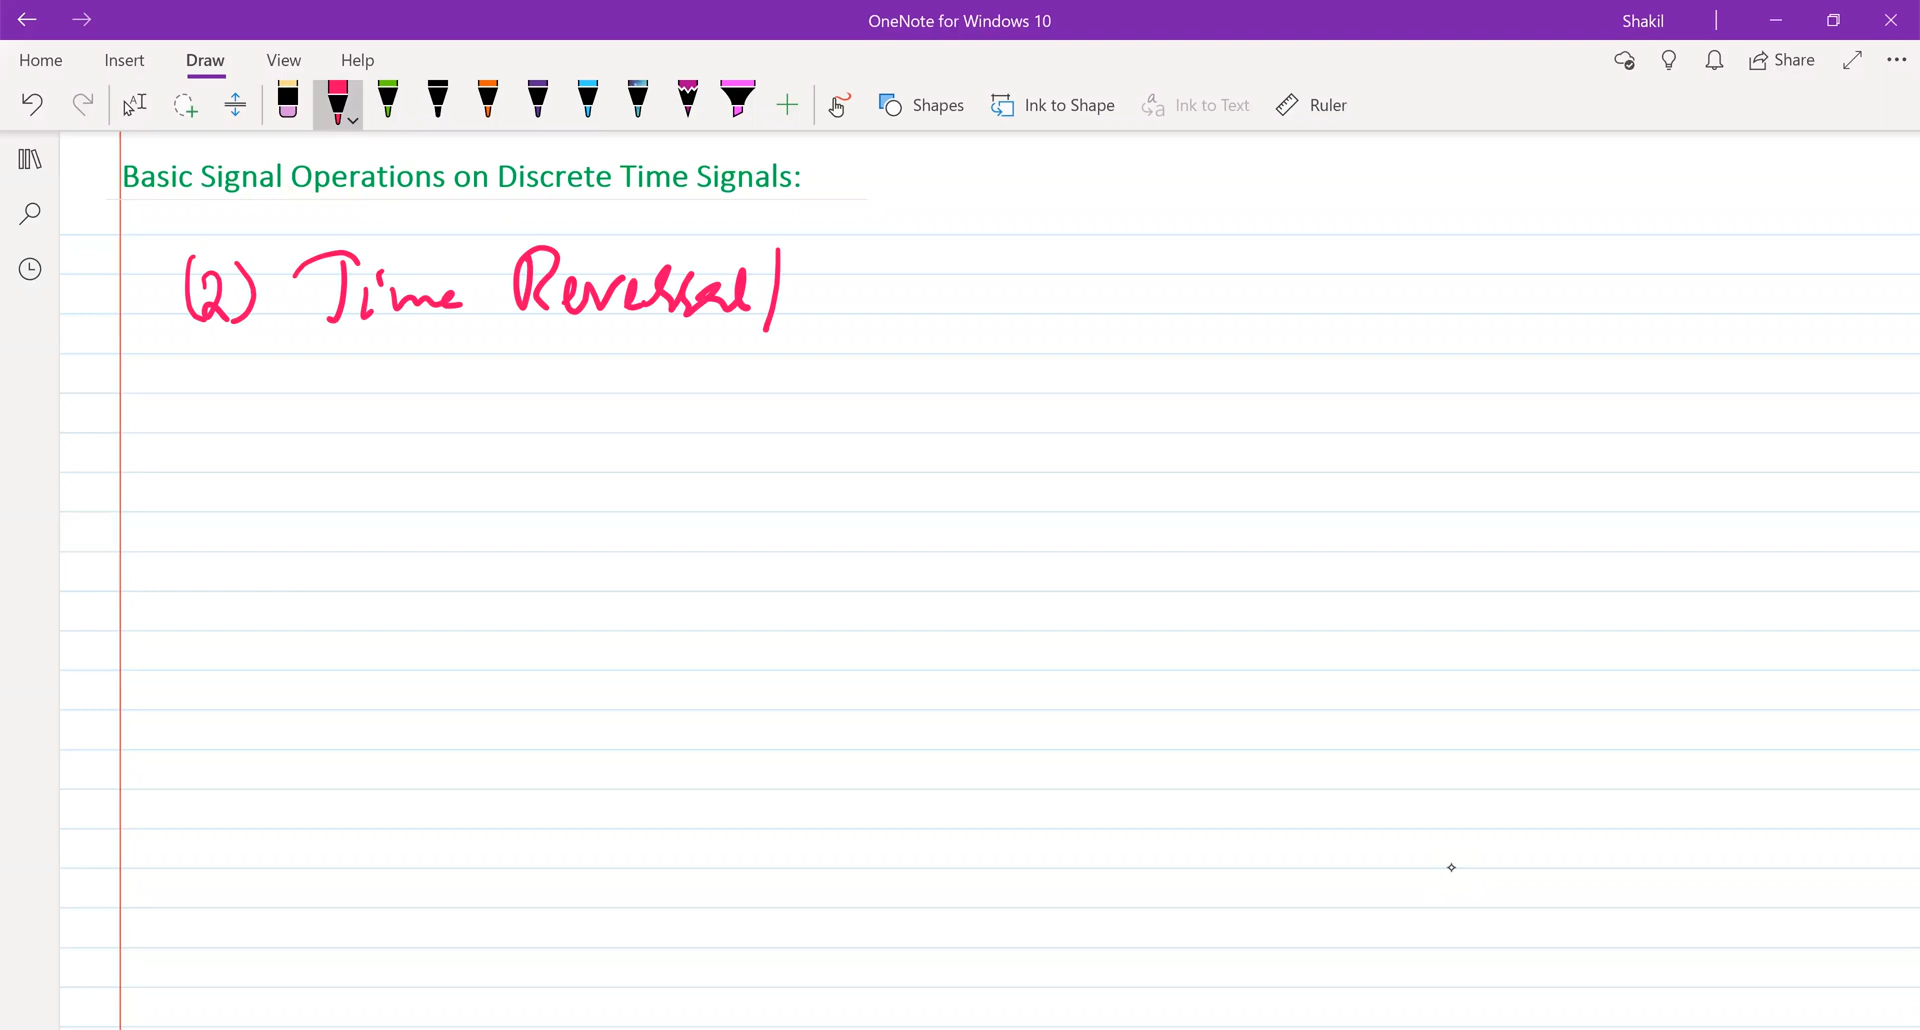 OneNote for Windows 10
Shakil
Home Insert Draw View Help
Share
Shapes Ink to Shape Ink to Text Ruler
Basic Signal Operations on Discrete Time Signals:
(2) Time Reversal/